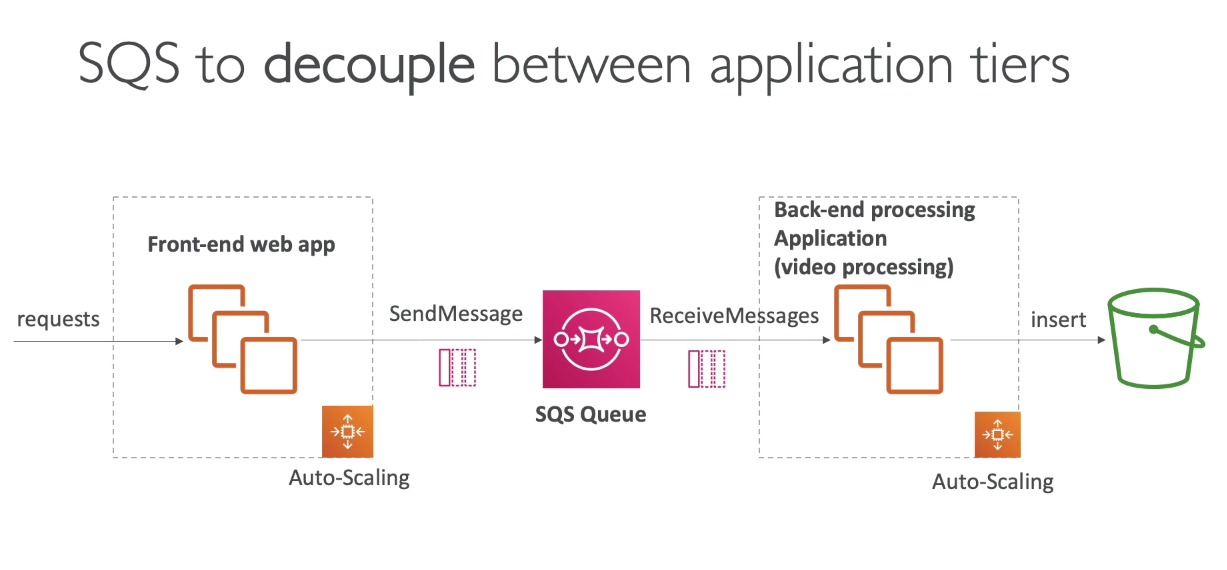 SQS to decouple between application tiers
Front-end web app
requests
Auto-Scaling
SendMessage
SQS Queue
ReceiveMessages
Back-end processing
Application
(video processing)
Auto-Scaling
insert